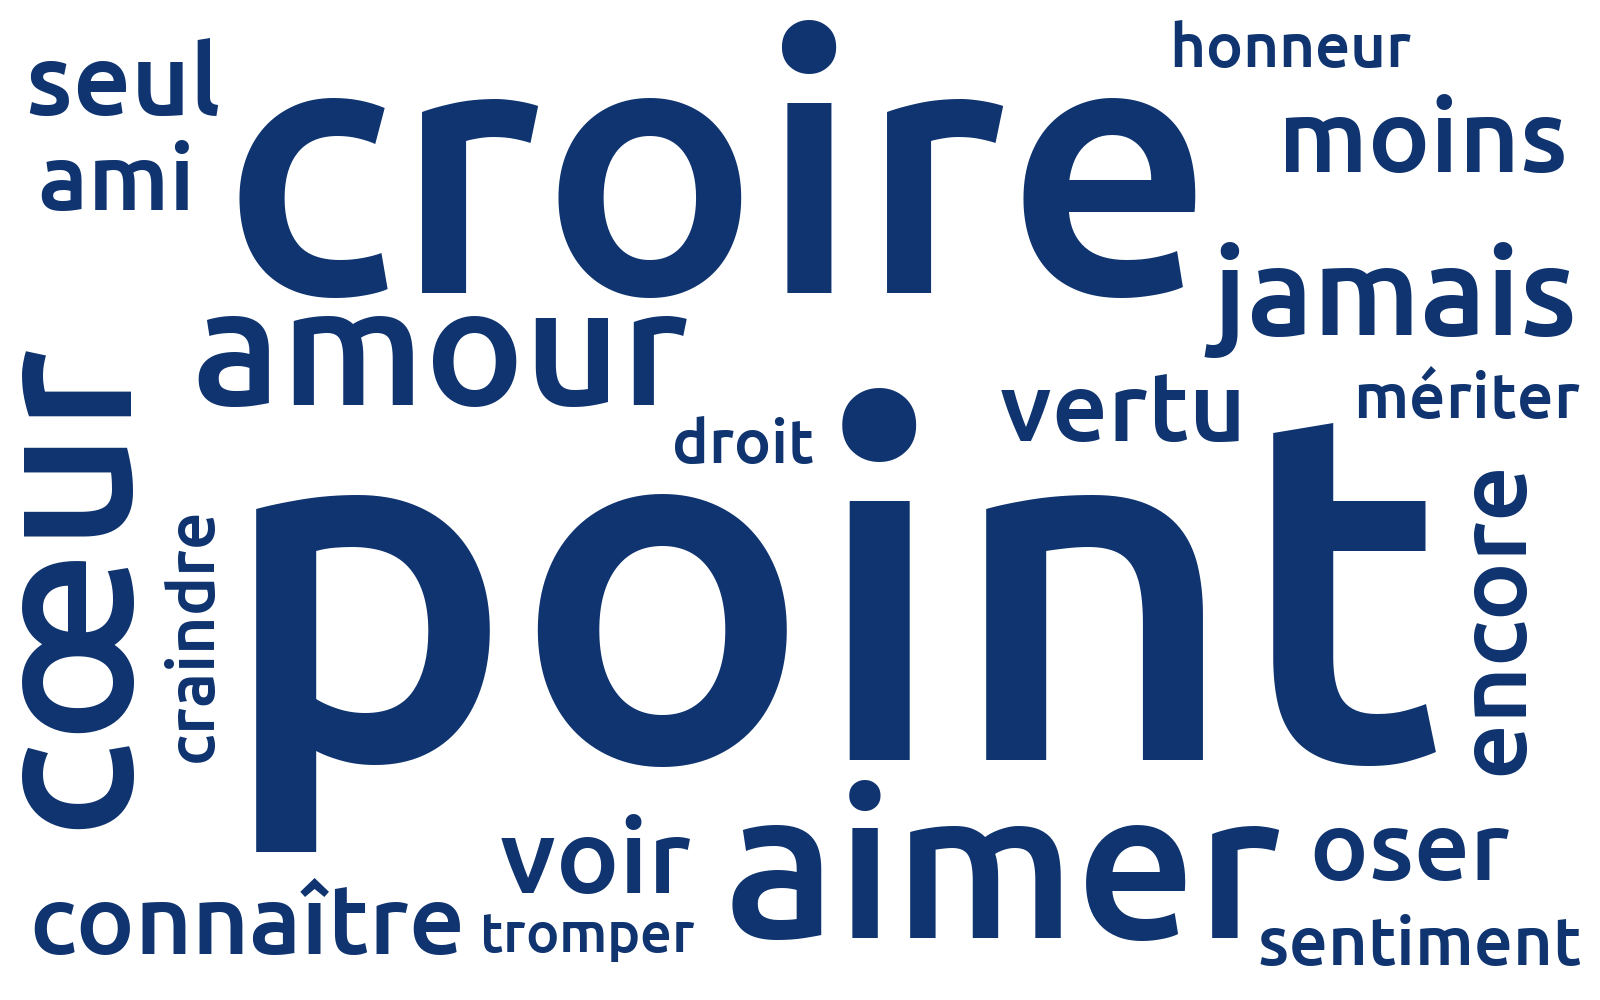 seul
croire
honneur
moins
ami
jamais
amour
cœur
vertu
mériter
droit
point
craindre
encore
voir
aimer
oser
connaître
tromper
sentiment